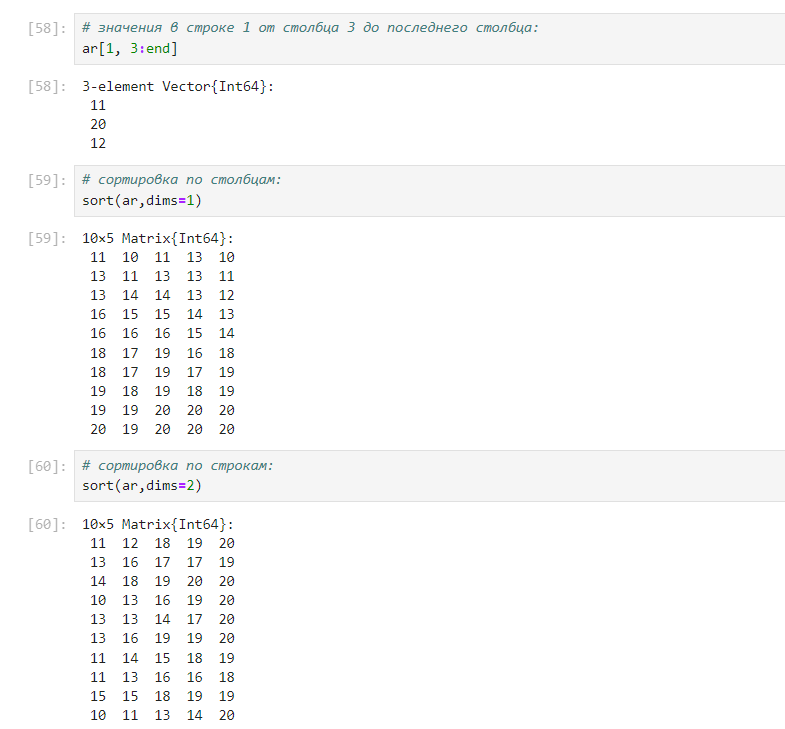 [58]: # значения в строке 1 от столбца 3 до последнего столбца:
ar[1, 3:end]
[58]: 3-element Vector{Int64}:
11
20
12
[59]: # сортировка по столбцам:
sort(ar,dims=1)
[59]: 10×5 Matrix{Int64}:
11 10 11 13 10
13 11 13 13 11
13 14 14 13 12
16 15 15 14 13
16 16 16 15 14
18 17 19 16 18
18 17 19 17 19
19 18 19 18 19
19 19 20 20 20
20 19 20 20 20
[60]: # сортировка по строкам:
sort(ar,dims=2)
[60]: 10×5 Matrix{Int64}:
11 12 18 19 20
13 16 17 17 19
14 18 19 20 20
10 13 16 19 20
13 13 14 17 20
13 16 19 19 20
11 14 15 18 19
11 13 16 16 18
15 15 18 19 19
10 11 13 14 20